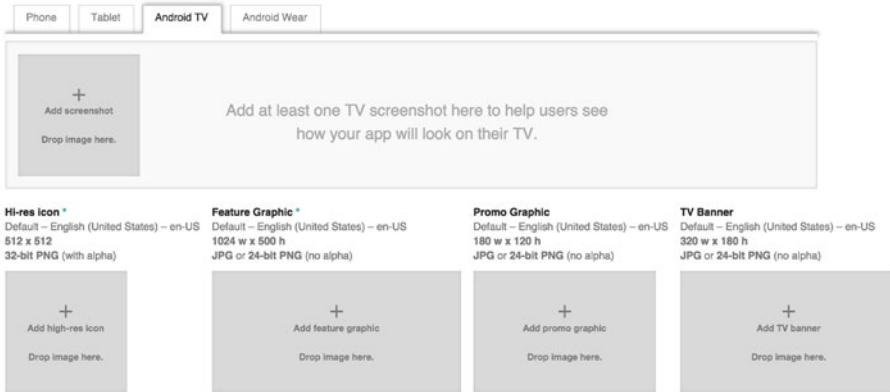 Phone Tablet Android TV Android Wear
+
Add screenshot
Drop image here.
Add at least one TV screenshot here to help users see
how your app will look on their TV.
Hi-res icon *
Default – English (United States) – en-US
512 x 512
32-bit PNG (with alpha)
+
Add high-res icon
Drop image here.
Feature Graphic *
Default – English (United States) – en-US
1024 w x 500 h
JPG or 24-bit PNG (no alpha)
+
Add feature graphic
Drop image here.
Promo Graphic
Default – English (United States) – en-US
180 w x 120 h
JPG or 24-bit PNG (no alpha)
+
Add promo graphic
Drop image here.
TV Banner
Default – English (United States) – en-US
320 w x 180 h
JPG or 24-bit PNG (no alpha)
+
Add TV banner
Drop image here.